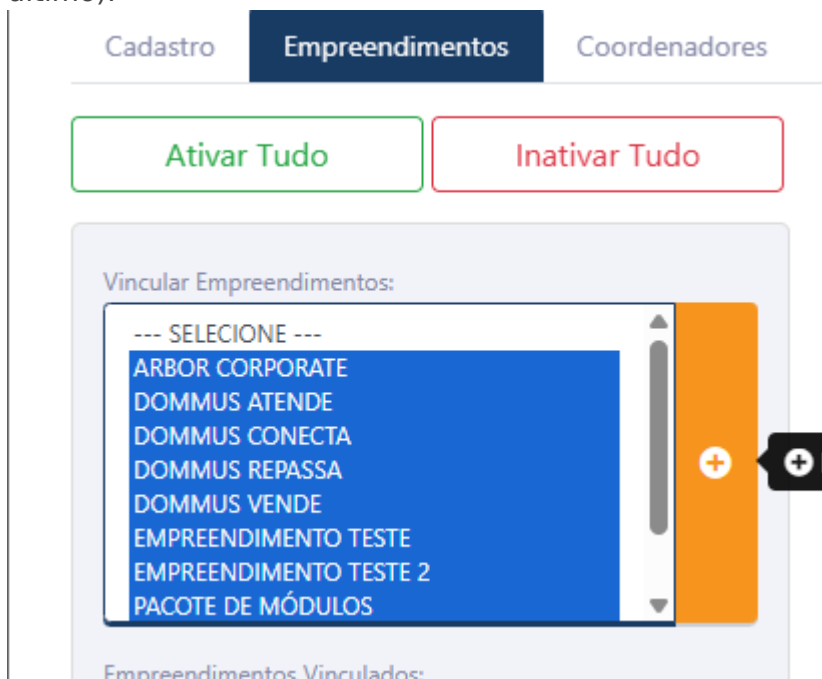 Cadastro Empreendimentos Coordenadores
Ativar Tudo Inativar Tudo
Vincular Empreendimentos:
--- SELECIONE ---
ARBOR CORPORATE
DOMMUS ATENDE
DOMMUS CONECTA
DOMMUS REPASSA
DOMMUS VENDE
EMPREENDIMENTO TESTE
EMPREENDIMENTO TESTE 2
PACOTE DE MÓDULOS
Empreendimentos Vinculados: